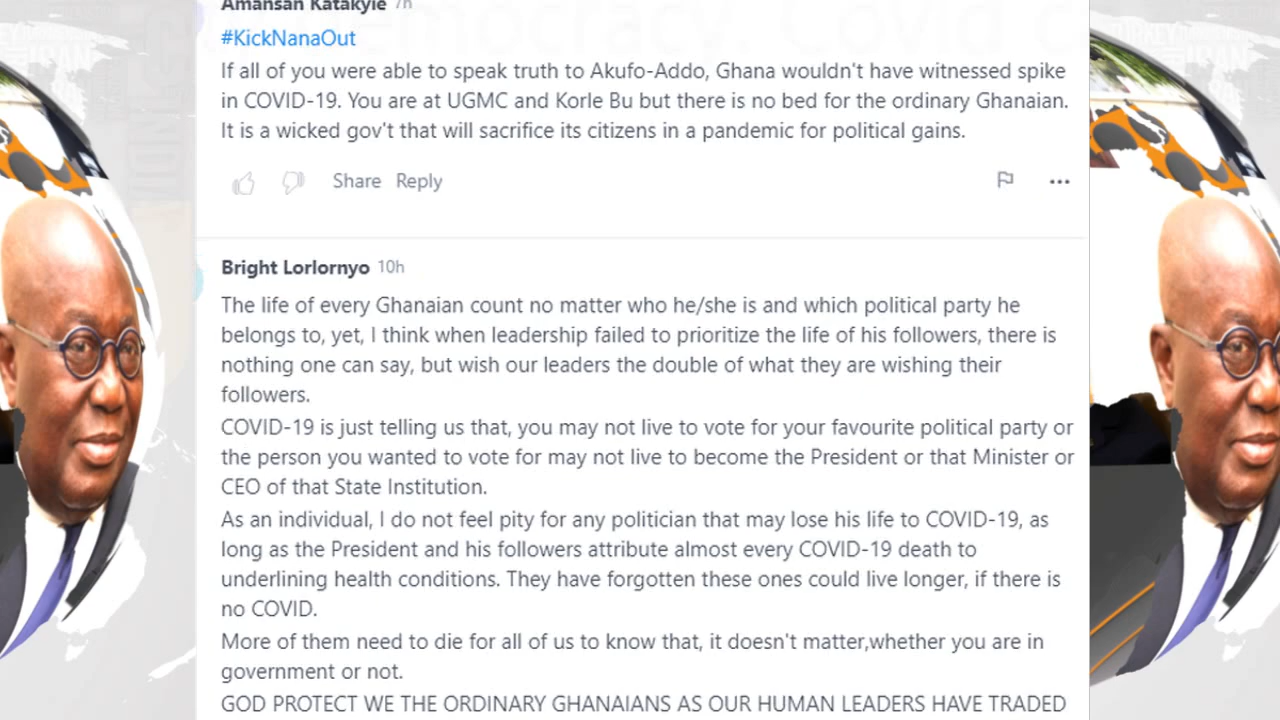 Amansan Katakyie 7h
#KickNanaOut
If all of you were able to speak truth to Akufo-Addo, Ghana wouldn't have witnessed spike
in COVID-19. You are at UGMC and Korle Bu but there is no bed for the ordinary Ghanaian.
It is a wicked gov't that will sacrifice its citizens in a pandemic for political gains.
Share Reply
Bright Lorlornyo 10h
The life of every Ghanaian count no matter who he/she is and which political party he
belongs to, yet, I think when leadership failed to prioritize the life of his followers, there is
nothing one can say, but wish our leaders the double of what they are wishing their
followers.
COVID-19 is just telling us that, you may not live to vote for your favourite political party or
the person you wanted to vote for may not live to become the President or that Minister or
CEO of that State Institution.
As an individual, I do not feel pity for any politician that may lose his life to COVID-19, as
long as the President and his followers attribute almost every COVID-19 death to
underlining health conditions. They have forgotten these ones could live longer, if there is
no COVID.
More of them need to die for all of us to know that, it doesn't matter,whether you are in
government or not.
GOD PROTECT WE THE ORDINARY GHANAIANS AS OUR HUMAN LEADERS HAVE TRADED